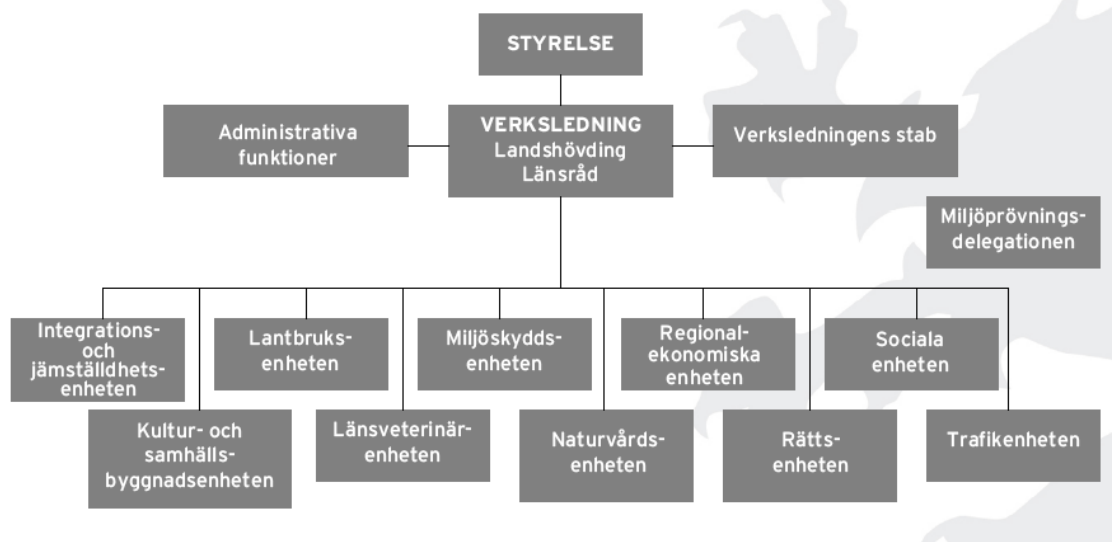 STYRELSE
Administrativa
funktioner
VERKSLEDNING
Landshövding
Länsråd
Verksledningens stab
Miljöprövnings-
delegationen
Integrations-
och
jämställdhets-
enheten
Lantbruks-
enheten
Miljöskydds-
enheten
Regional-
ekonomiska
enheten
Sociala
enheten
Kultur- och
samhälls-
byggnadsenheten
Länsveterinär-
enheten
Naturvårds-
enheten
Rätts-
enheten
Trafikenheten